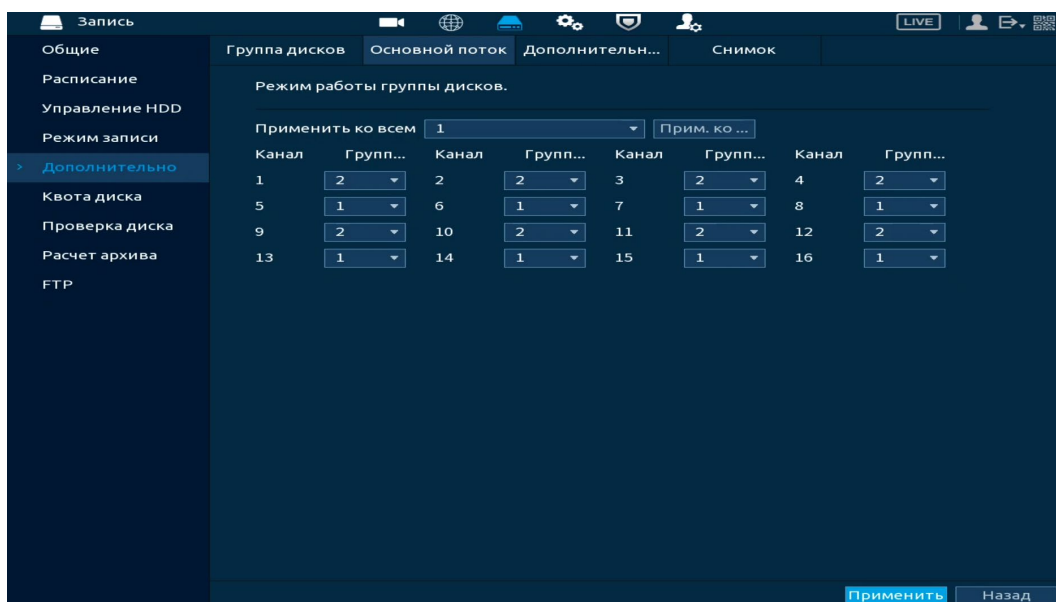 Запись LIVE
Общие
Расписание
Управление HDD
Режим записи
Дополнительно
Квота диска
Проверка диска
Расчет архива
FTP
Группа дисков Основной поток Дополнительн... Снимок
Режим работы группы дисков.
Применить ко всем 1 Прим. ко ...
Канал Групп... Канал Групп... Канал Групп... Канал Групп...
1 2 2 2 3 2 4 2
5 1 6 1 7 1 8 1
9 2 10 2 11 2 12 2
13 1 14 1 15 1 16 1
Применить Назад